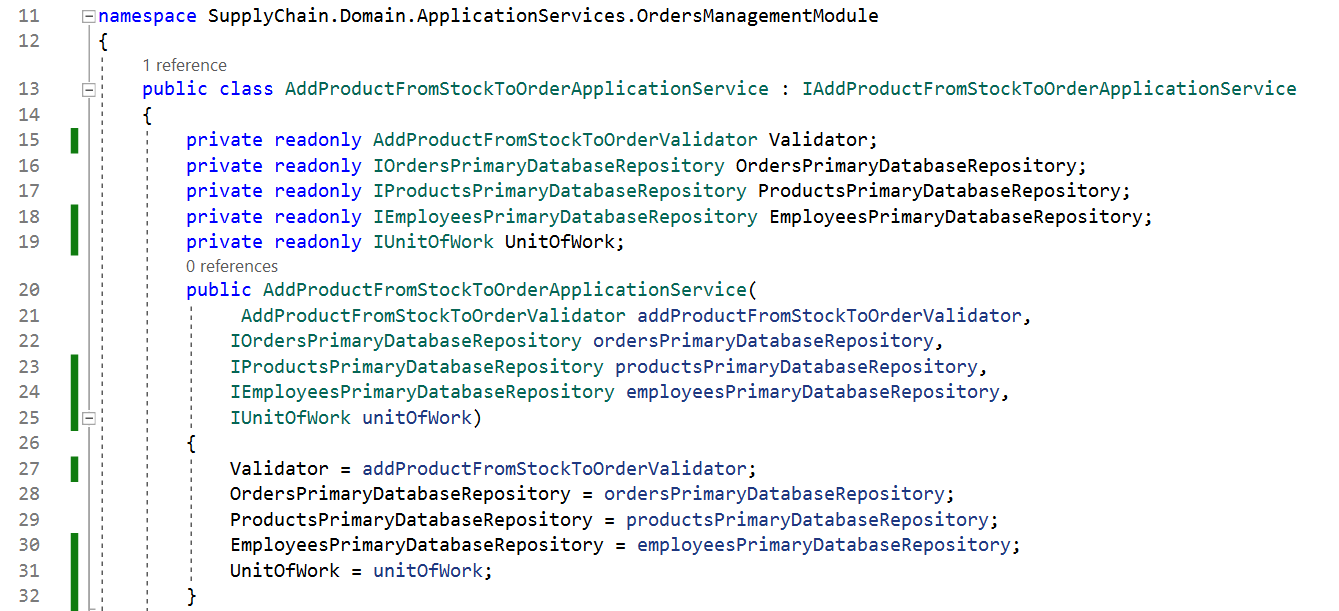 11 namespace SupplyChain.Domain.ApplicationServices.OrdersManagementModule
12 {
1 reference
13 public class AddProductFromStockToOrderApplicationService : IAddProductFromStockToOrderApplicationService
14 {
15 private readonly AddProductFromStockToOrderValidator Validator;
16 private readonly IOrdersPrimaryDatabaseRepository OrdersPrimaryDatabaseRepository;
17 private readonly IProductsPrimaryDatabaseRepository ProductsPrimaryDatabaseRepository;
18 private readonly IEmployeesPrimaryDatabaseRepository EmployeesPrimaryDatabaseRepository;
19 private readonly IUnitOfWork UnitOfWork;
0 references
20 public AddProductFromStockToOrderApplicationService(
21 AddProductFromStockToOrderValidator addProductFromStockToOrderValidator,
22 IOrdersPrimaryDatabaseRepository ordersPrimaryDatabaseRepository,
23 IProductsPrimaryDatabaseRepository productsPrimaryDatabaseRepository,
24 IEmployeesPrimaryDatabaseRepository employeesPrimaryDatabaseRepository,
25 IUnitOfWork unitOfWork)
26 {
27 Validator = addProductFromStockToOrderValidator;
28 OrdersPrimaryDatabaseRepository = ordersPrimaryDatabaseRepository;
29 ProductsPrimaryDatabaseRepository = productsPrimaryDatabaseRepository;
30 EmployeesPrimaryDatabaseRepository = employeesPrimaryDatabaseRepository;
31 UnitOfWork = unitOfWork;
32 }